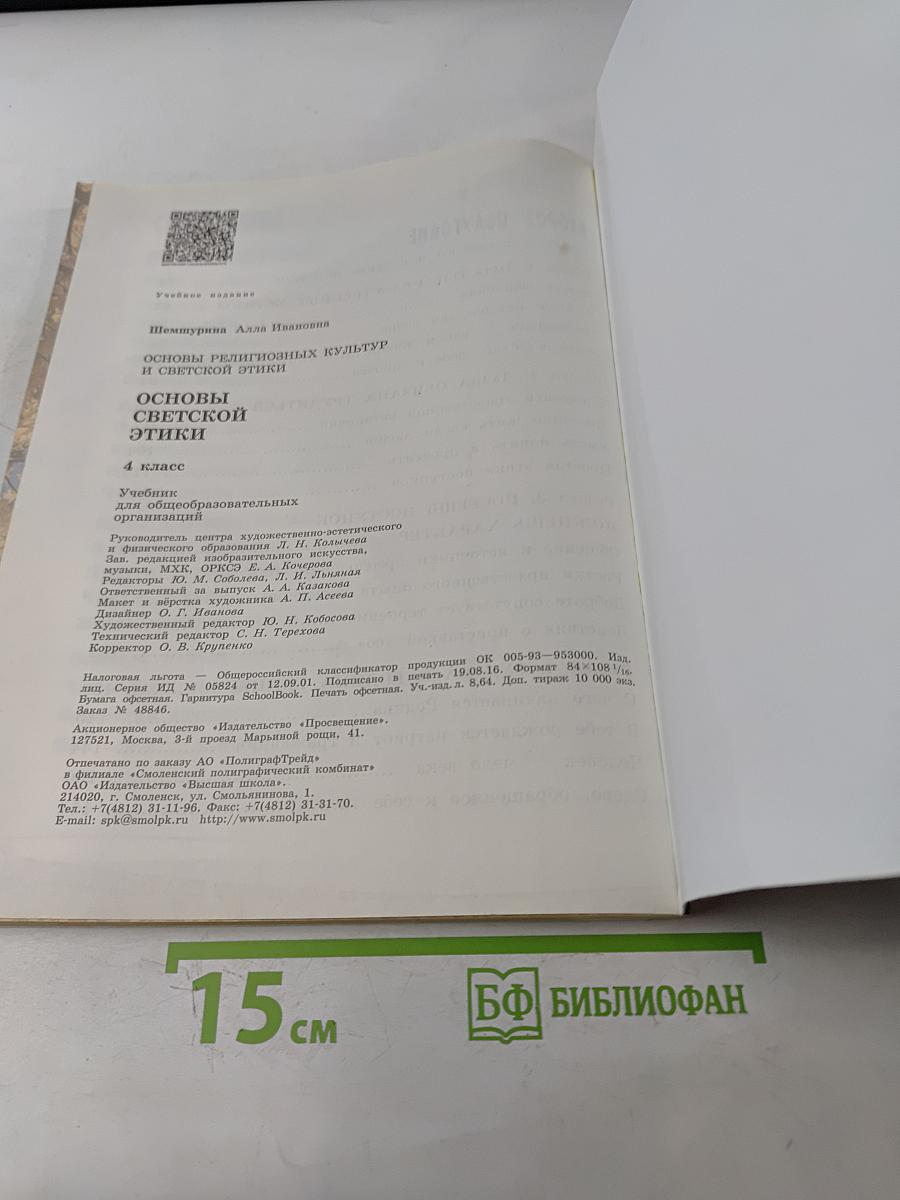 Учебное издание
Шемшурина Алла Ивановна
ОСНОВЫ РЕЛИГИОЗНЫХ КУЛЬТУР
И СВЕТСКОЙ ЭТИКИ
ОСНОВЫ
СВЕТСКОЙ
ЭТИКИ
4 класс
Учебник
для общеобразовательных
организаций
Руководитель центра художественно-эстетического
и физического образования Л. Н. Колычева
Зав. редакцией изобразительного искусства,
музыки, МХК, ОРКСЭ Е. А. Кочерова
Редакторы Ю. М. Соболева, Л. И. Льняная
Ответственный за выпуск А. А. Казакова
Макет и вёрстка художника А. П. Асеева
Дизайнер О. Г. Иванова
Художественный редактор Ю. Н. Кобосова
Технический редактор С. Н. Терехова
Корректор О. В. Крупенко
Налоговая льгота — Общероссийский классификатор продукции ОК 005-93—953000. Изд.
лиц. Серия ИД № 05824 от 12.09.01. Подписано в печать 19.08.16. Формат 84×108 1/16.
Бумага офсетная. Гарнитура SchoolBook. Печать офсетная. Уч.-изд. л. 8,64. Доп. тираж 10 000 экз.
Заказ № 48846.
Акционерное общество «Издательство «Просвещение».
127521, Москва, 3-й проезд Марьиной рощи, 41.
Отпечатано по заказу АО «ПолиграфТрейд»
в филиале «Смоленский полиграфический комбинат»
ОАО «Издательство «Высшая школа».
214020, г. Смоленск, ул. Смольянинова, 1.
Тел.: +7(4812) 31-11-96. Факс: +7(4812) 31-31-70.
E-mail: spk@smolpk.ru http://www.smolpk.ru
15 см
БФ БИБЛИОФАН